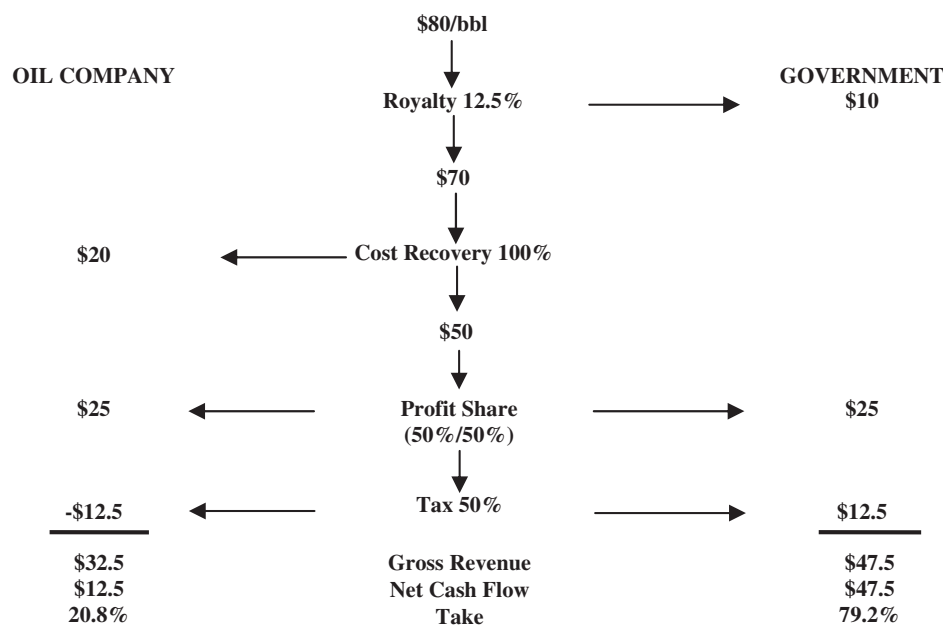 $80/bbl
OIL COMPANY GOVERNMENT
Royalty 12.5% $10
$70
$20 Cost Recovery 100%
$50
$25 Profit Share $25
(50%/50%)
-$12.5 Tax 50% $12.5
$32.5 Gross Revenue $47.5
$12.5 Net Cash Flow $47.5
20.8% Take 79.2%